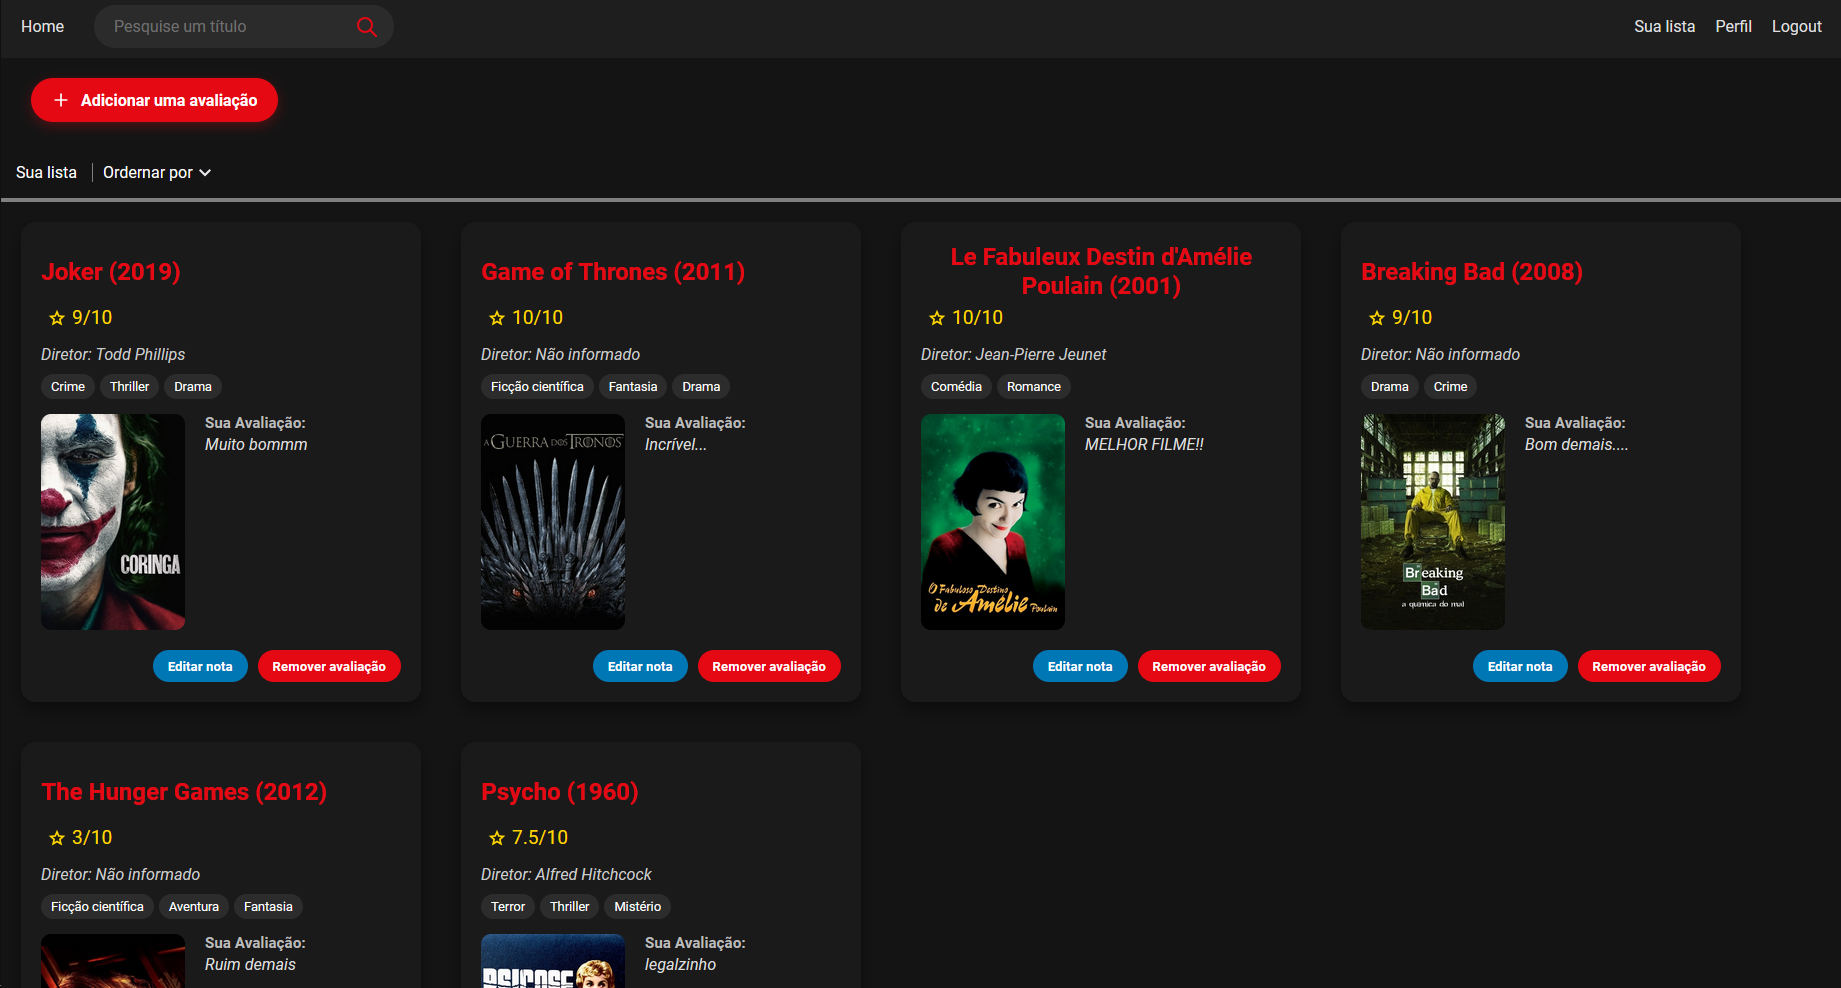 Home
Pesquise um título
Sua lista
Perfil
Logout
Adicionar uma avaliação
Sua lista
Ordernar por
Joker (2019)
9/10
Diretor: Todd Phillips
Crime
Thriller
Drama
CORINGA
Sua Avaliação:
Muito bommm
Editar nota
Remover avaliação
Game of Thrones (2011)
10/10
Diretor: Não informado
Ficção científica
Fantasia
Drama
A GUERRA DOS TRONOS
Sua Avaliação:
Incrível...
Editar nota
Remover avaliação
Le Fabuleux Destin d'Amélie
Poulain (2001)
10/10
Diretor: Jean-Pierre Jeunet
Comédia
Romance
O Fabuloso Destino
de Amélie Poulain
Sua Avaliação:
MELHOR FILME!!
Editar nota
Remover avaliação
Breaking Bad (2008)
9/10
Diretor: Não informado
Drama
Crime
Breaking
Bad
a química do mal
Sua Avaliação:
Bom demais....
Editar nota
Remover avaliação
The Hunger Games (2012)
3/10
Diretor: Não informado
Ficção científica
Aventura
Fantasia
Sua Avaliação:
Ruim demais
Psycho (1960)
7.5/10
Diretor: Alfred Hitchcock
Terror
Thriller
Mistério
PSICOSE
Sua Avaliação:
legalzinho